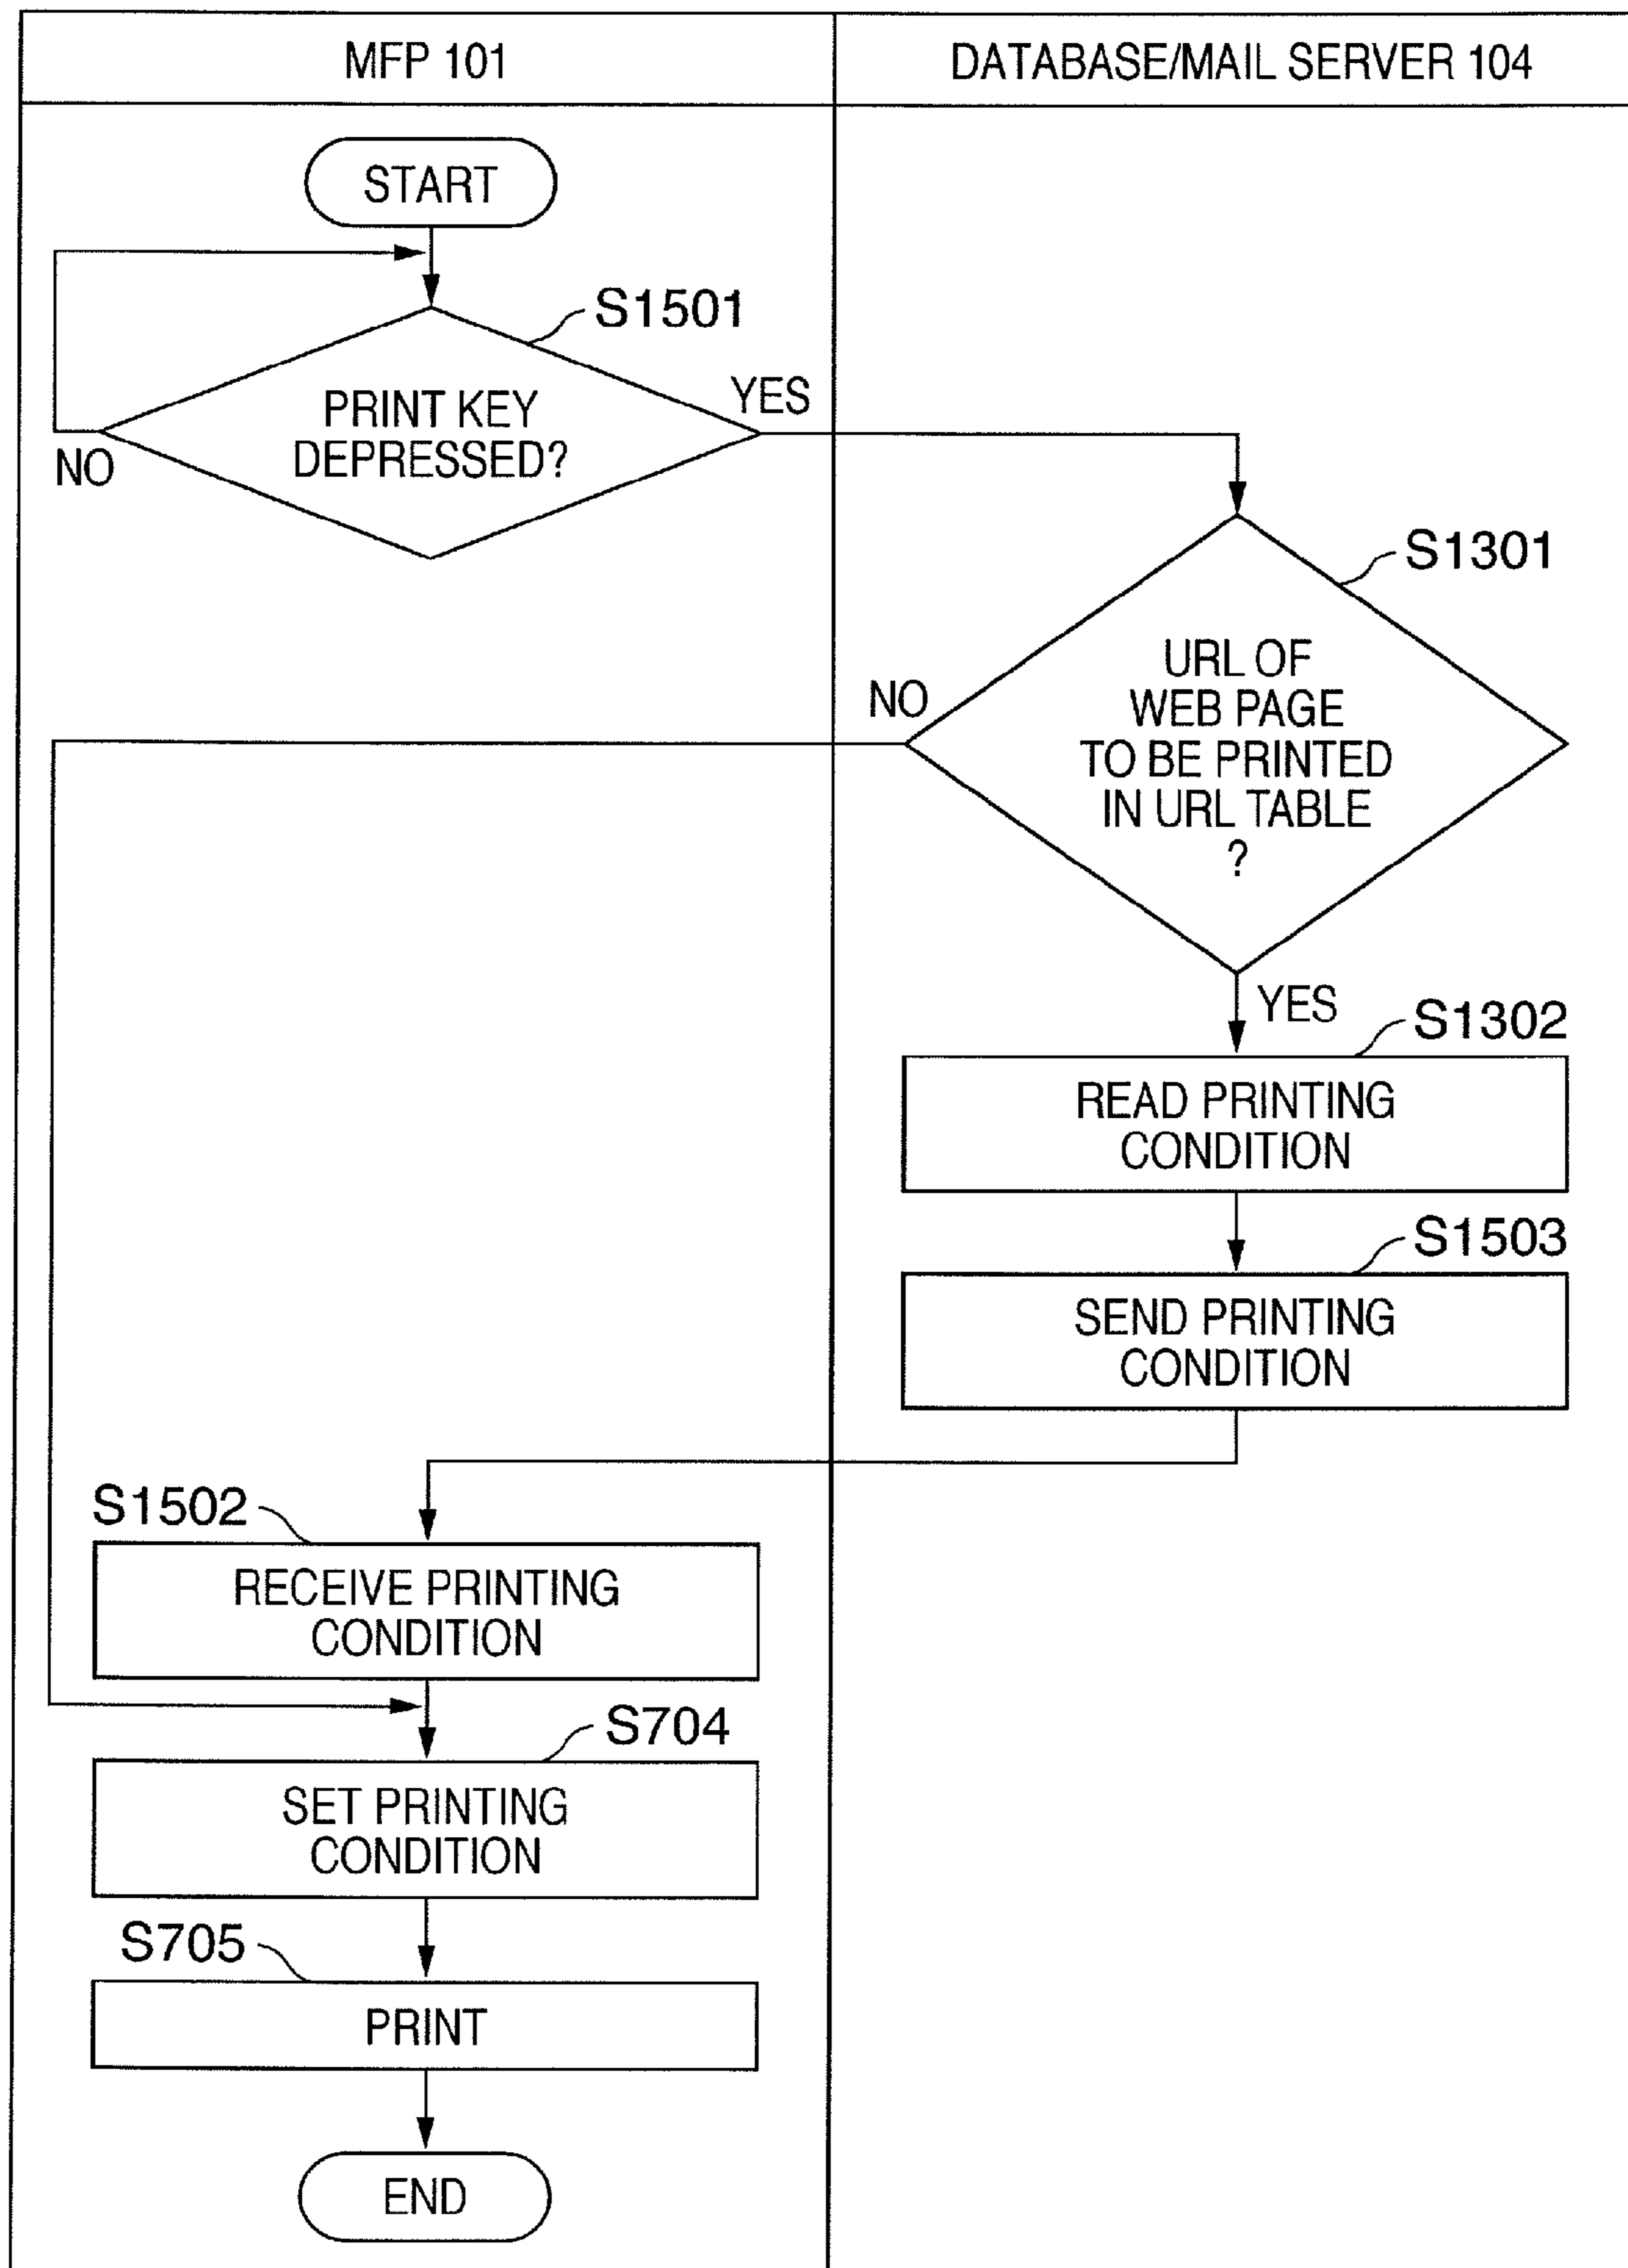 MFP 101
DATABASE/MAIL SERVER 104
START
S1501
PRINT KEY
DEPRESSED?
YES
NO
S1301
URL OF
WEB PAGE
TO BE PRINTED
IN URL TABLE
?
NO
YES
S1302
READ PRINTING
CONDITION
S1503
SEND PRINTING
CONDITION
S1502
RECEIVE PRINTING
CONDITION
S704
SET PRINTING
CONDITION
S705
PRINT
END